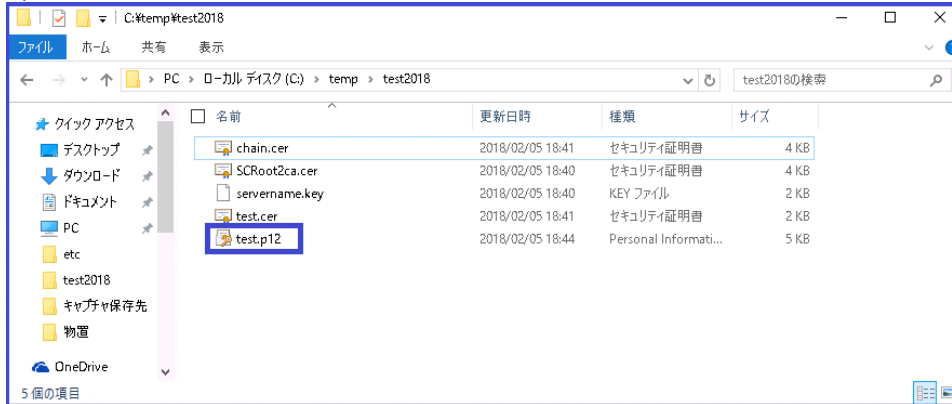 C:¥temp¥test2018
ファイル ホーム 共有 表示
PC ローカル ディスク (C:) temp test2018 test2018の検索
クイック アクセス
デスクトップ
ダウンロード
ドキュメント
PC
etc
test2018
キャプチャ保存先
物置
OneDrive
名前 更新日時 種類 サイズ
chain.cer 2018/02/05 18:41 セキュリティ証明書 4 KB
SCRoot2ca.cer 2018/02/05 18:40 セキュリティ証明書 4 KB
servername.key 2018/02/05 18:40 KEY ファイル 2 KB
test.cer 2018/02/05 18:41 セキュリティ証明書 2 KB
test.p12 2018/02/05 18:44 Personal Informati... 5 KB
5 個の項目